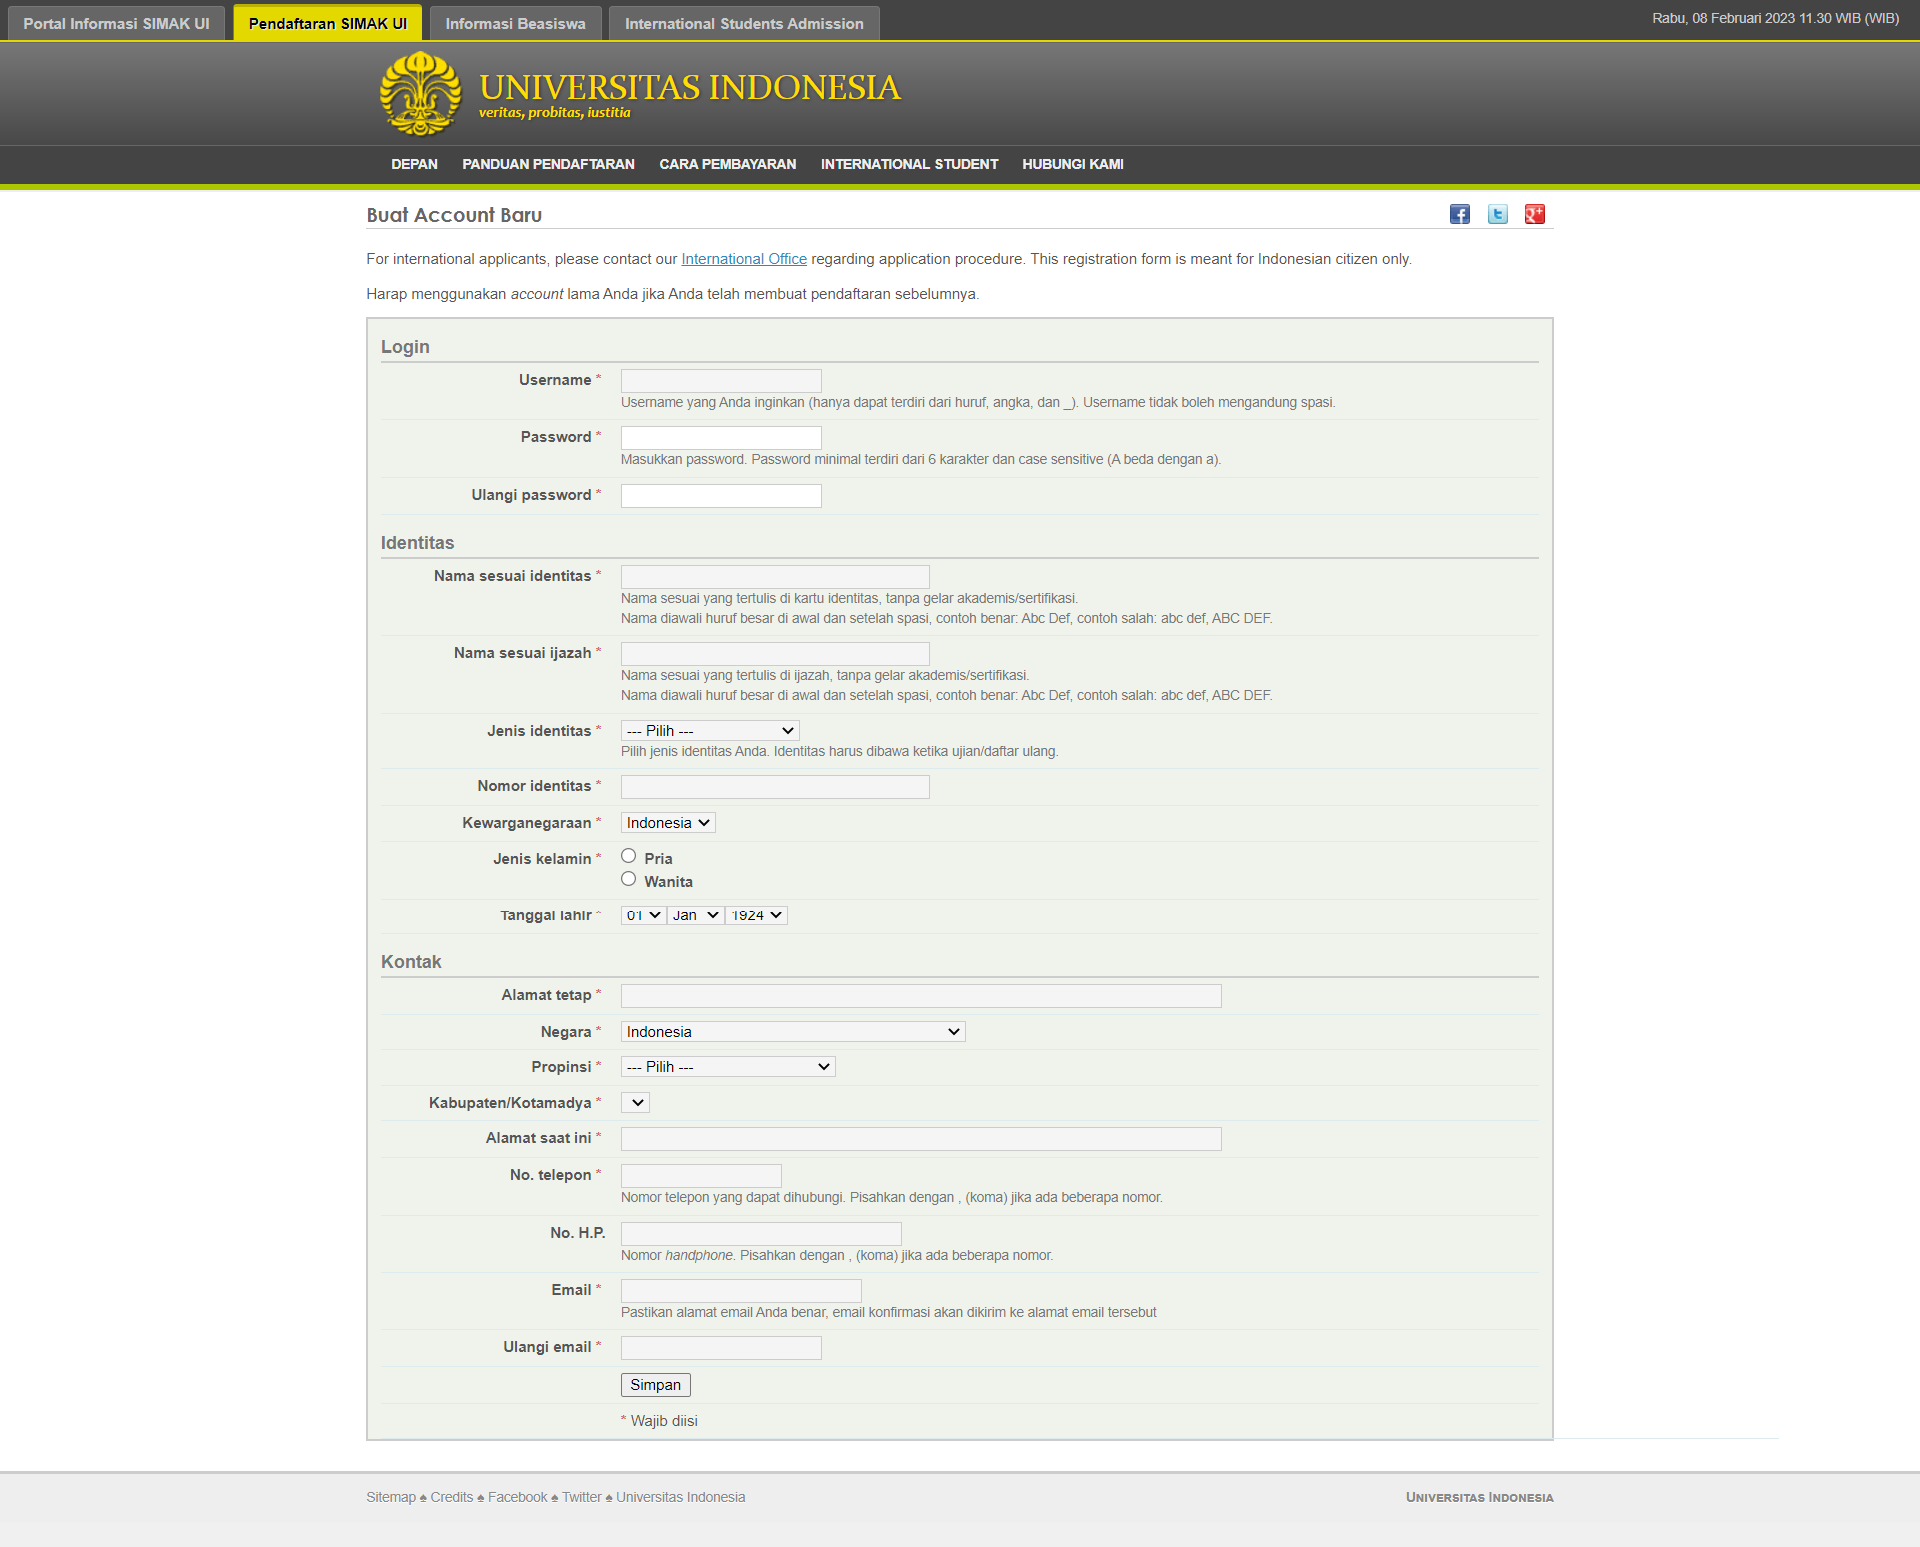 Portal Informasi SIMAK UI
Pendaftaran SIMAK UI
Informasi Beasiswa
International Students Admission
Rabu, 08 Februari 2023 11.30 WIB (WIB)
UNIVERSITAS INDONESIA
veritas, probitas, iustitia
DEPAN PANDUAN PENDAFTARAN CARA PEMBAYARAN INTERNATIONAL STUDENT HUBUNGI KAMI
Buat Account Baru
For international applicants, please contact our International Office regarding application procedure. This registration form is meant for Indonesian citizen only.
Harap menggunakan account lama Anda jika Anda telah membuat pendaftaran sebelumnya.
Login
Username *
Username yang Anda inginkan (hanya dapat terdiri dari huruf, angka, dan _). Username tidak boleh mengandung spasi.
Password *
Masukkan password. Password minimal terdiri dari 6 karakter dan case sensitive (A beda dengan a).
Ulangi password *
Identitas
Nama sesuai identitas *
Nama sesuai yang tertulis di kartu identitas, tanpa gelar akademis/sertifikasi.
Nama diawali huruf besar di awal dan setelah spasi, contoh benar: Abc Def, contoh salah: abc def, ABC DEF.
Nama sesuai ijazah *
Nama sesuai yang tertulis di ijazah, tanpa gelar akademis/sertifikasi.
Nama diawali huruf besar di awal dan setelah spasi, contoh benar: Abc Def, contoh salah: abc def, ABC DEF.
Jenis identitas * --- Pilih ---
Pilih jenis identitas Anda. Identitas harus dibawa ketika ujian/daftar ulang.
Nomor identitas *
Kewarganegaraan * Indonesia
Jenis kelamin * Pria
Wanita
Tanggal lahir * 01 Jan 1924
Kontak
Alamat tetap *
Negara * Indonesia
Propinsi * --- Pilih ---
Kabupaten/Kotamadya *
Alamat saat ini *
No. telepon *
Nomor telepon yang dapat dihubungi. Pisahkan dengan , (koma) jika ada beberapa nomor.
No. H.P.
Nomor handphone. Pisahkan dengan , (koma) jika ada beberapa nomor.
Email *
Pastikan alamat email Anda benar, email konfirmasi akan dikirim ke alamat email tersebut
Ulangi email *
Simpan
* Wajib diisi
Sitemap ♠ Credits ♠ Facebook ♠ Twitter ♠ Universitas Indonesia
UNIVERSITAS INDONESIA